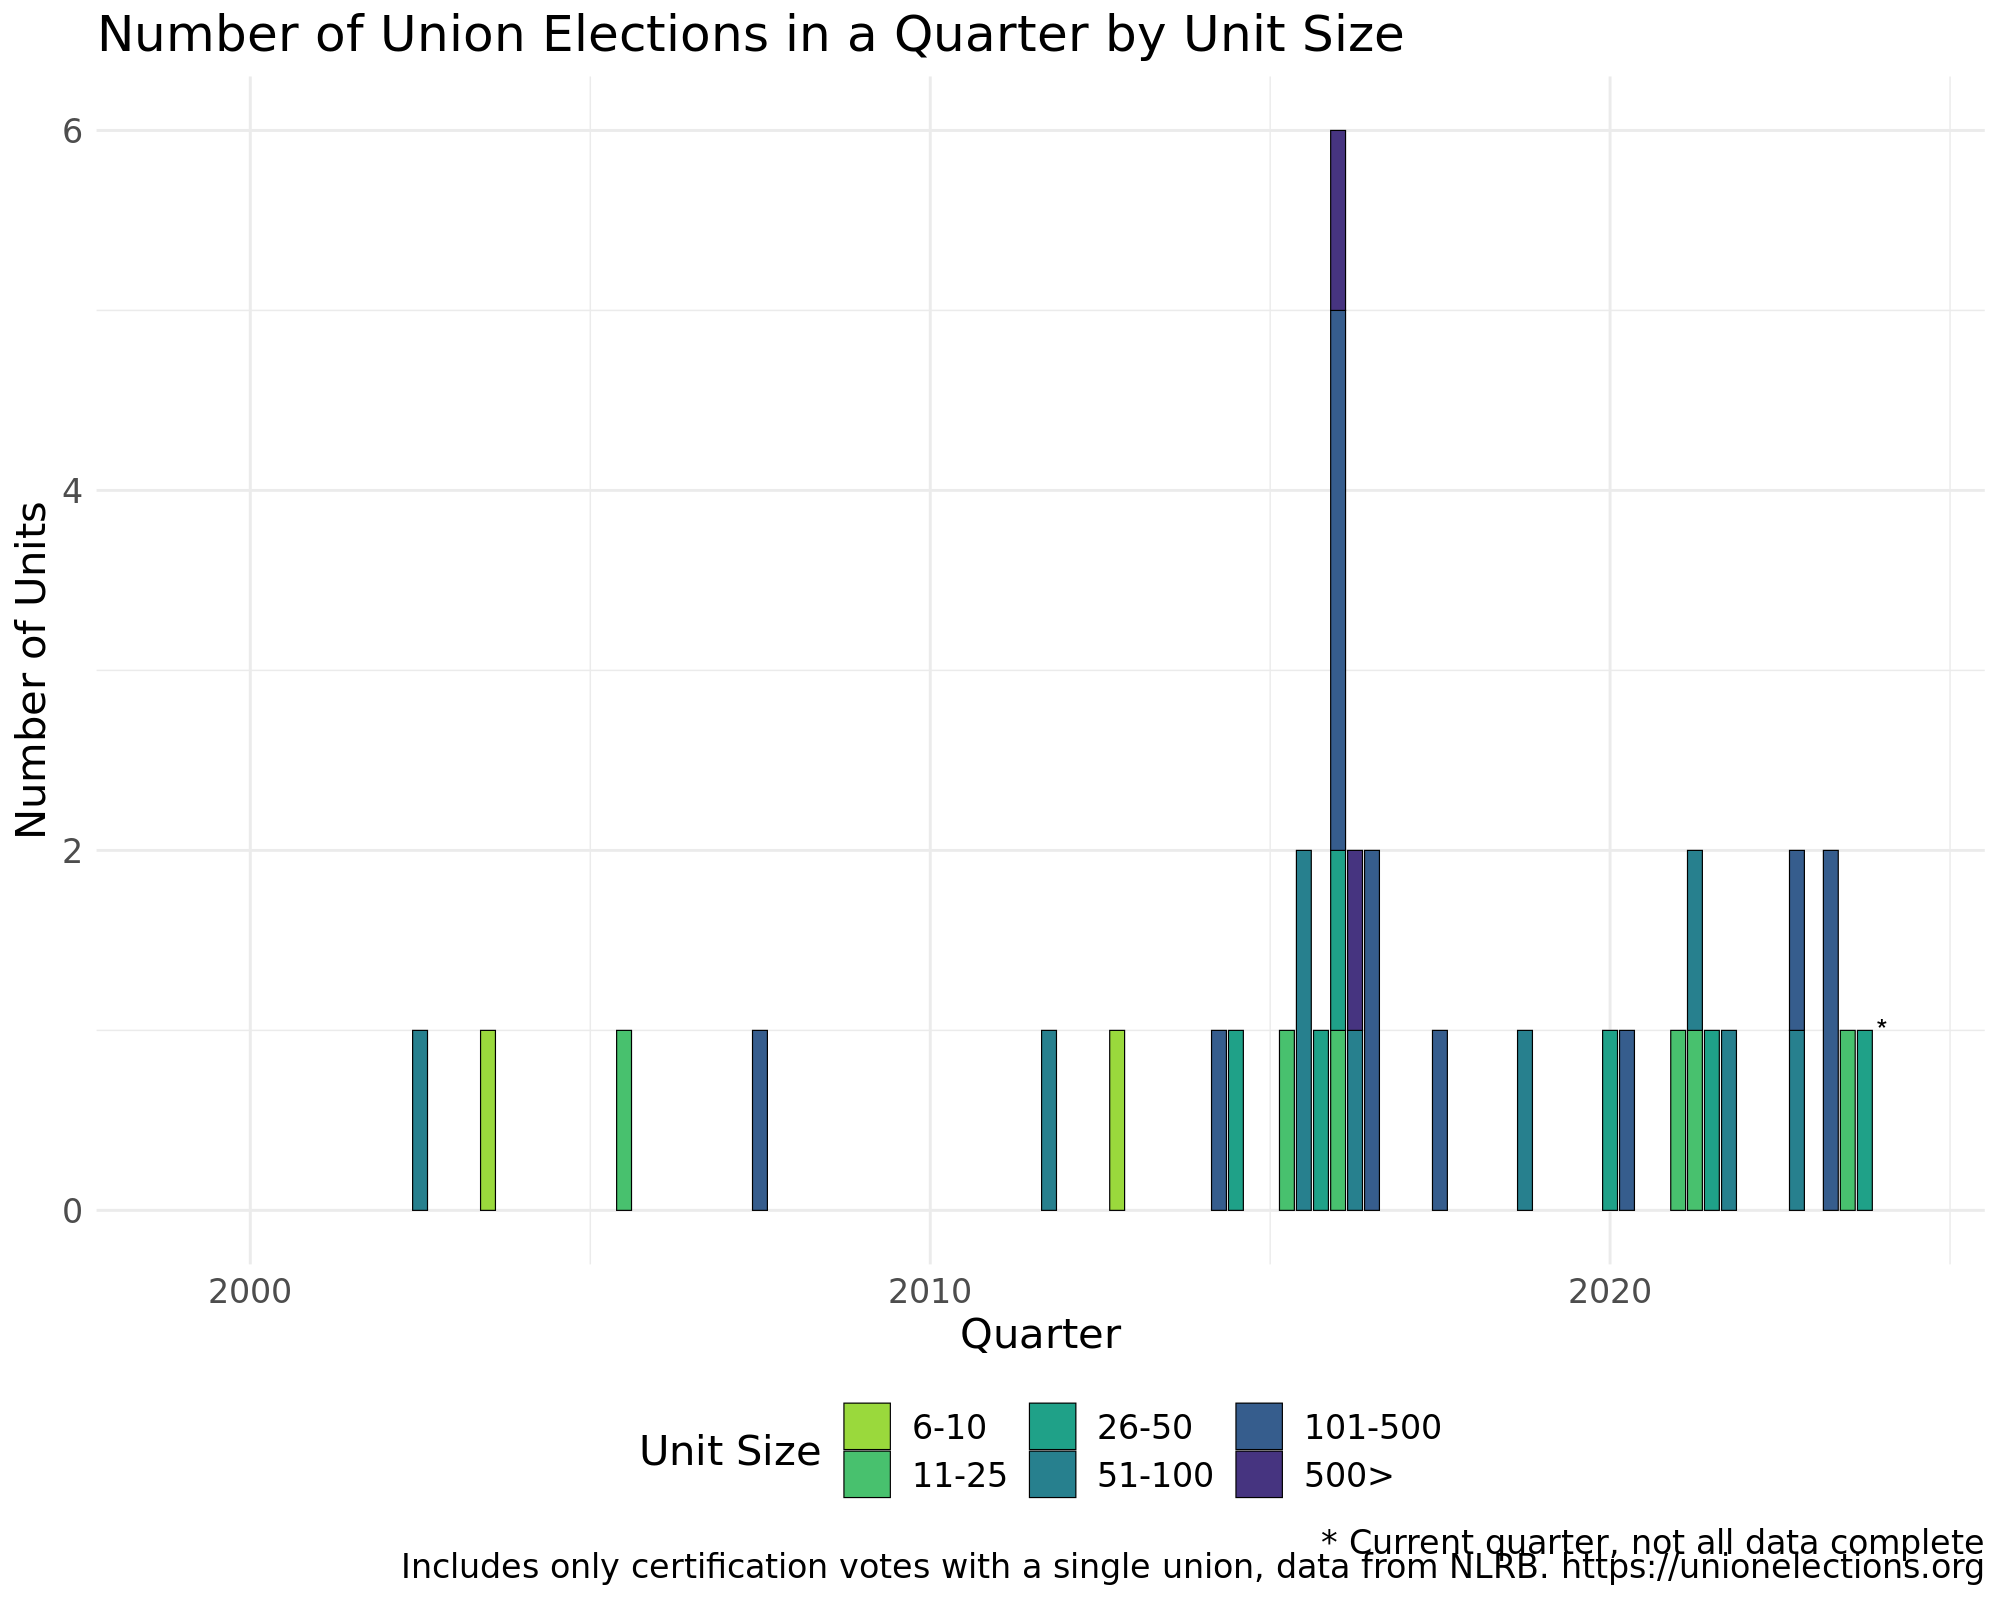 Number of Union Elections in a Quarter by Unit Size
6
4
2
0
Number of Units
*
2000
2010
2020
Quarter
Unit Size
6-10
26-50
101-500
11-25
51-100
500>
* Current quarter, not all data complete
Includes only certification votes with a single union, data from NLRB. https://unionelections.org